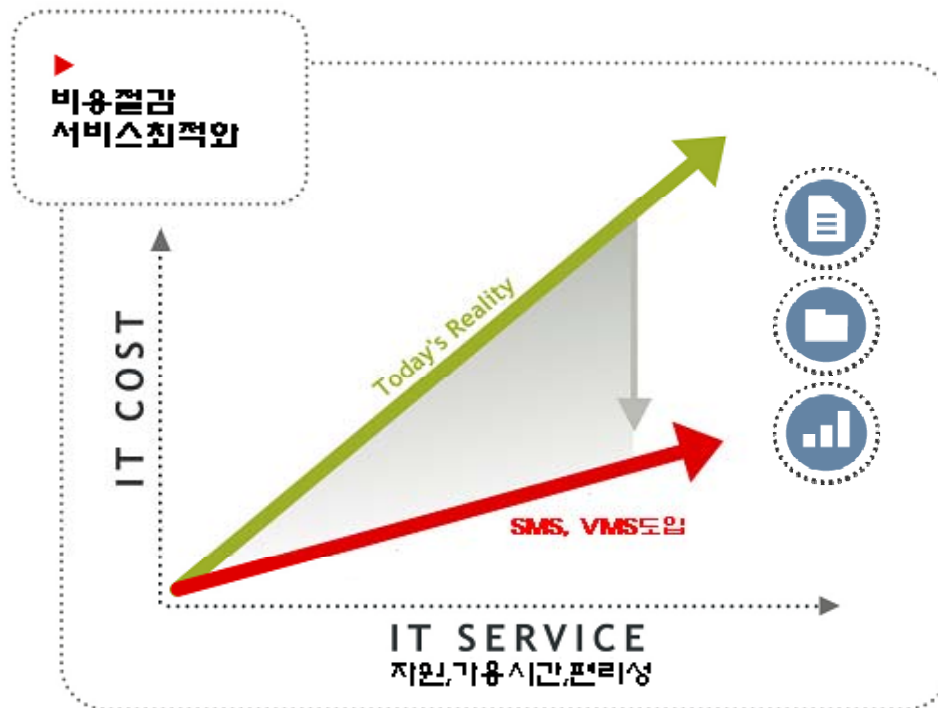 비용절감
서비스최적화
IT COST
Today's Reality
SMS, VMS도입
IT SERVICE
자원,가용시간,편리성